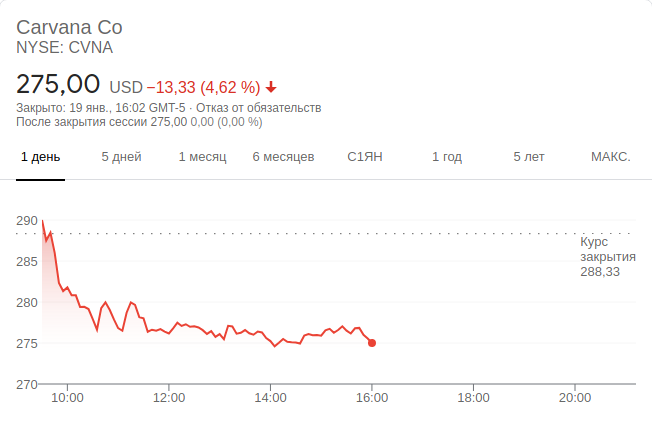 Carvana Co
NYSE: CVNA
275,00 USD −13,33 (4,62 %)
Закрыто: 19 янв., 16:02 GMT-5 · Отказ от обязательств
После закрытия сессии 275,00 0,00 (0,00 %)
1 день 5 дней 1 месяц 6 месяцев С1ЯН 1 год 5 лет МАКС.
290
Курс
закрытия
288,33
285
280
275
270
10:00 12:00 14:00 16:00 18:00 20:00